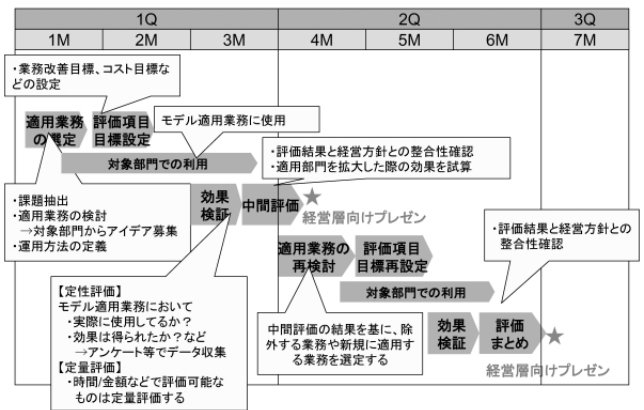 1Q
2Q
3Q
1M
2M
3M
4M
5M
6M
7M
・業務改善目標、コスト目標な
どの設定
適用業務
の選定
評価項目
目標設定
モデル適用業務に使用
対象部門での利用
・評価結果と経営方針との整合性確認
・適用部門を拡大した際の効果を試算
・課題抽出
・適用業務の検討
→対象部門からアイデア募集
・運用方法の定義
効果
検証
中間評価
★
経営層向けプレゼン
・評価結果と経営方針との
整合性確認
適用業務の
再検討
評価項目
目標再設定
対象部門での利用
【定性評価】
モデル適用業務において
・実際に使用してるか？
・効果は得られたか？など
→アンケート等でデータ収集
【定量評価】
・時間/金額などで評価可能な
ものは定量評価する
中間評価の結果を基に、除
外する業務や新規に適用す
る業務を選定する
効果
検証
評価
まとめ
★
経営層向けプレゼン